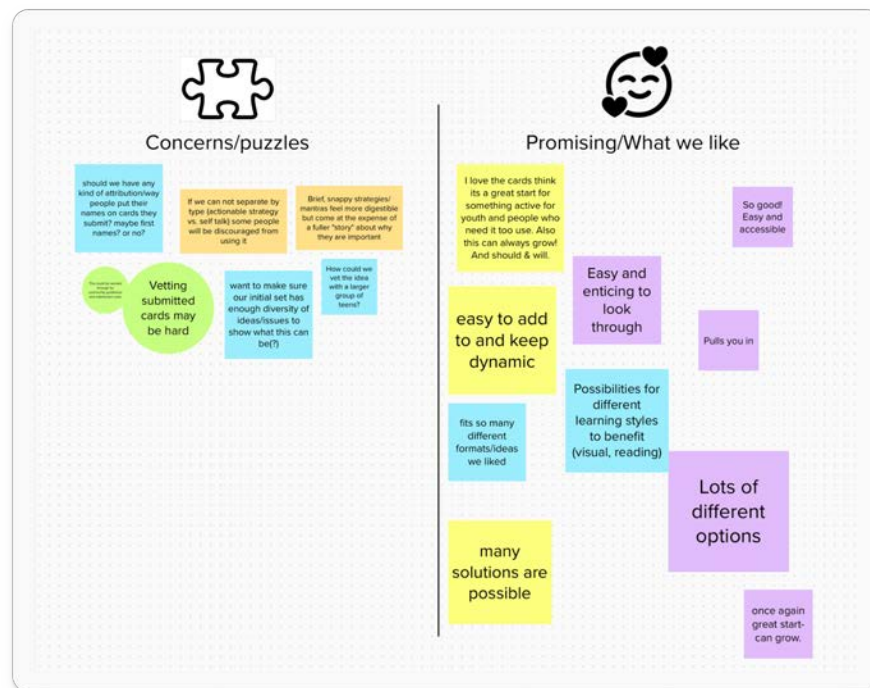 Concerns/puzzles
should we have any
kind of attribution/way
people put their
names on cards they
submit? maybe first
names? or no?
If we can not separate by
type (actionable strategy
vs. self talk) some people
will be discouraged from
using it
Brief, snappy strategies/
mantras feel more digestible
but come at the expense of
a fuller "story" about why
they are important
Vetting
submitted
cards may
be hard
want to make sure
our initial set has
enough diversity of
ideas/issues to
show what this can
be(?)
How could we
vet the idea
with a larger
group of
teens?
Promising/What we like
I love the cards think
its a great start for
something active for
youth and people who
need it too use. Also
this can always grow!
And should & will.
So good!
Easy and
accessible
Easy and
enticing to
look
through
easy to add
to and keep
dynamic
Pulls you in
Possibilities for
different
learning styles
to benefit
(visual, reading)
fits so many
different
formats/ideas
we liked
Lots of
different
options
many
solutions are
possible
once again
great start-
can grow.